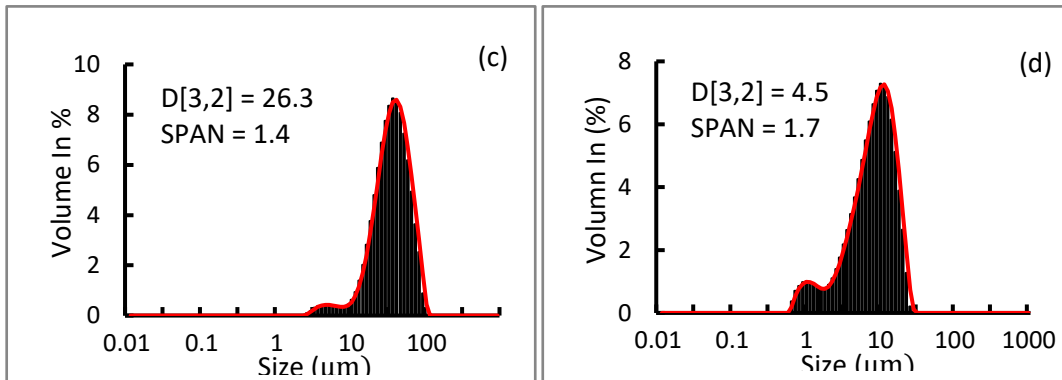 (c)
10
8
6
4
2
0
Volume In %
D[3,2] = 26.3
SPAN = 1.4
0.01 0.1 1 10 100
Size (µm)
(d)
8
6
4
2
0
Volumn In (%)
D[3,2] = 4.5
SPAN = 1.7
0.01 0.1 1 10 100 1000
Size (µm)